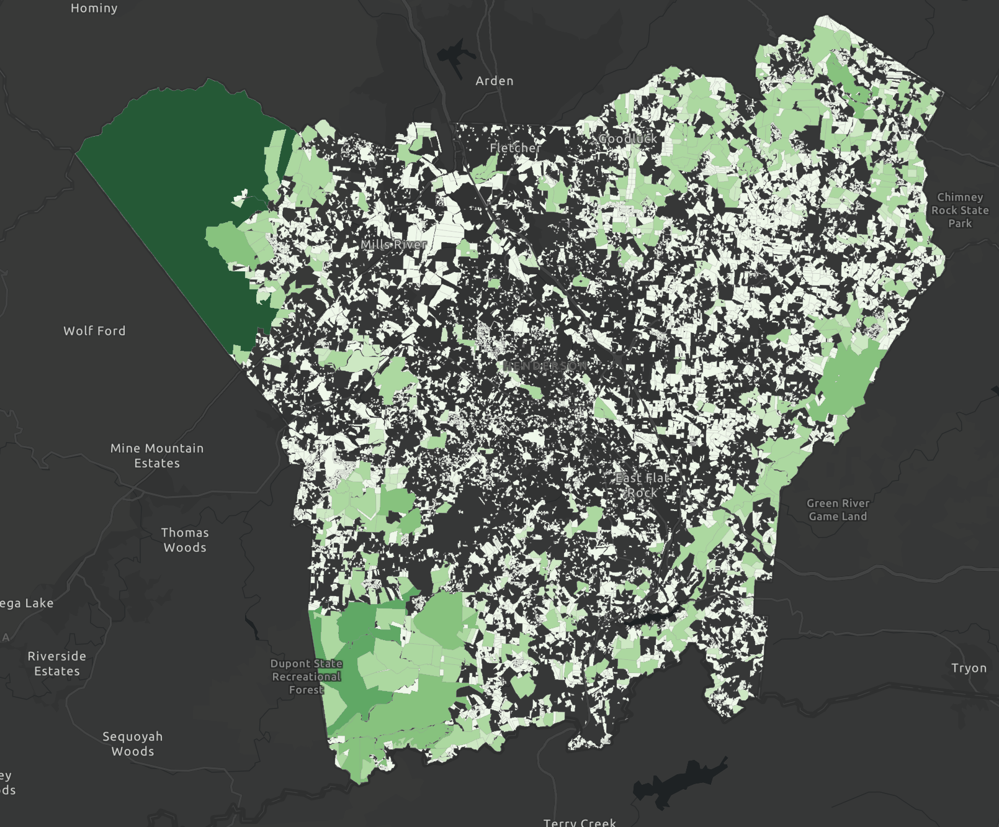 Hominy
Arden
Goodluck
Fletcher
Chimney
Rock State
Park
Mills River
Wolf Ford
HENDERSON
Mine Mountain
Estates
East Flat
Rock
Green River
Game Land
Thomas
Woods
ega Lake
A
Riverside
Estates
Dupont State
Recreational
Forest
Tryon
Sequoyah
Woods
ey
ods
Terry Creek